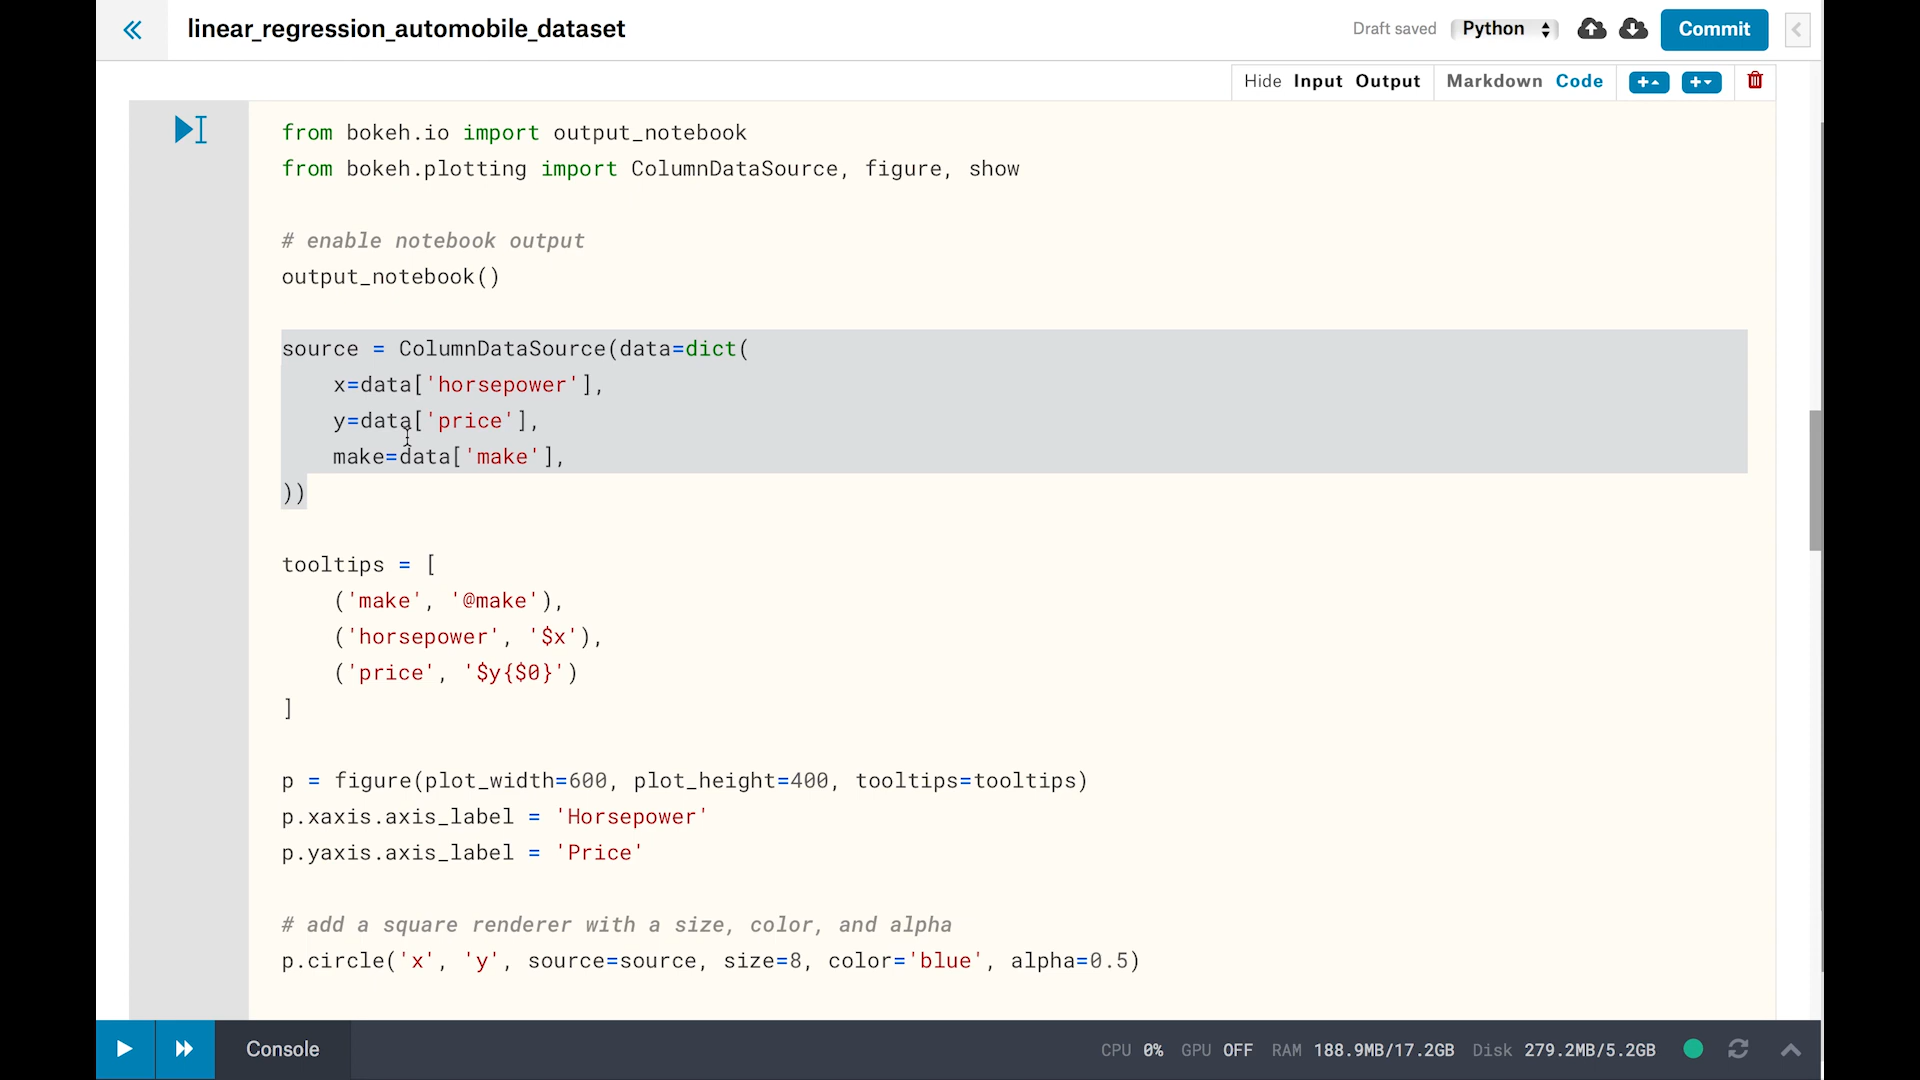 linear_regression_automobile_dataset
Draft saved Python Commit
Hide Input Output Markdown Code
from bokeh.io import output_notebook
from bokeh.plotting import ColumnDataSource, figure, show
# enable notebook output
output_notebook()
source = ColumnDataSource(data=dict(
    x=data['horsepower'],
    y=data['price'],
    make=data['make'],
))
tooltips = [
    ('make', '@make'),
    ('horsepower', '$x'),
    ('price', '$y{$0}')
]
p = figure(plot_width=600, plot_height=400, tooltips=tooltips)
p.xaxis.axis_label = 'Horsepower'
p.yaxis.axis_label = 'Price'
# add a square renderer with a size, color, and alpha
p.circle('x', 'y', source=source, size=8, color='blue', alpha=0.5)
Console CPU 0% GPU OFF RAM 188.9MB/17.2GB Disk 279.2MB/5.2GB